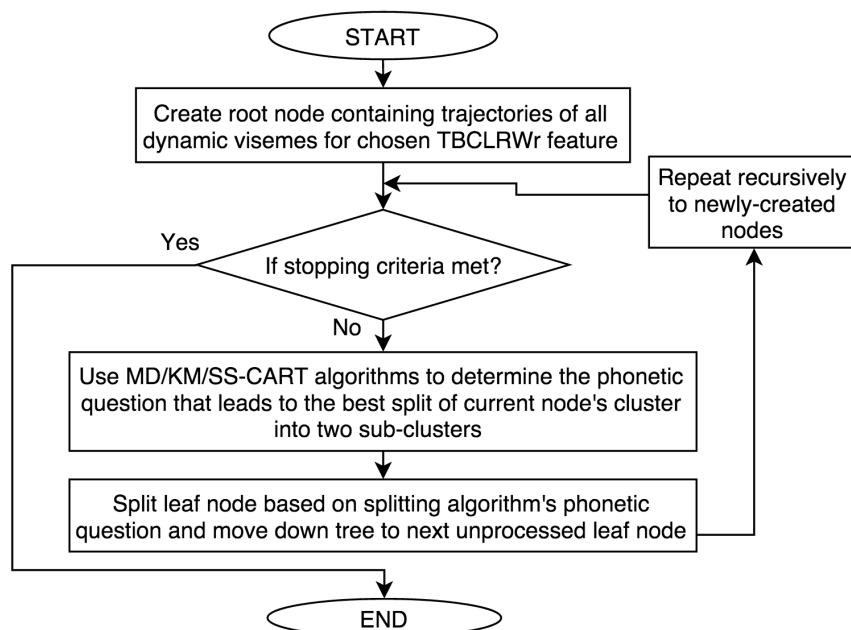 START
Create root node containing trajectories of all
dynamic visemes for chosen TBCLRWr feature
Repeat recursively
to newly-created
nodes
Yes
If stopping criteria met?
No
Use MD/KM/SS-CART algorithms to determine the phonetic
question that leads to the best split of current node's cluster
into two sub-clusters
Split leaf node based on splitting algorithm's phonetic
question and move down tree to next unprocessed leaf node
END